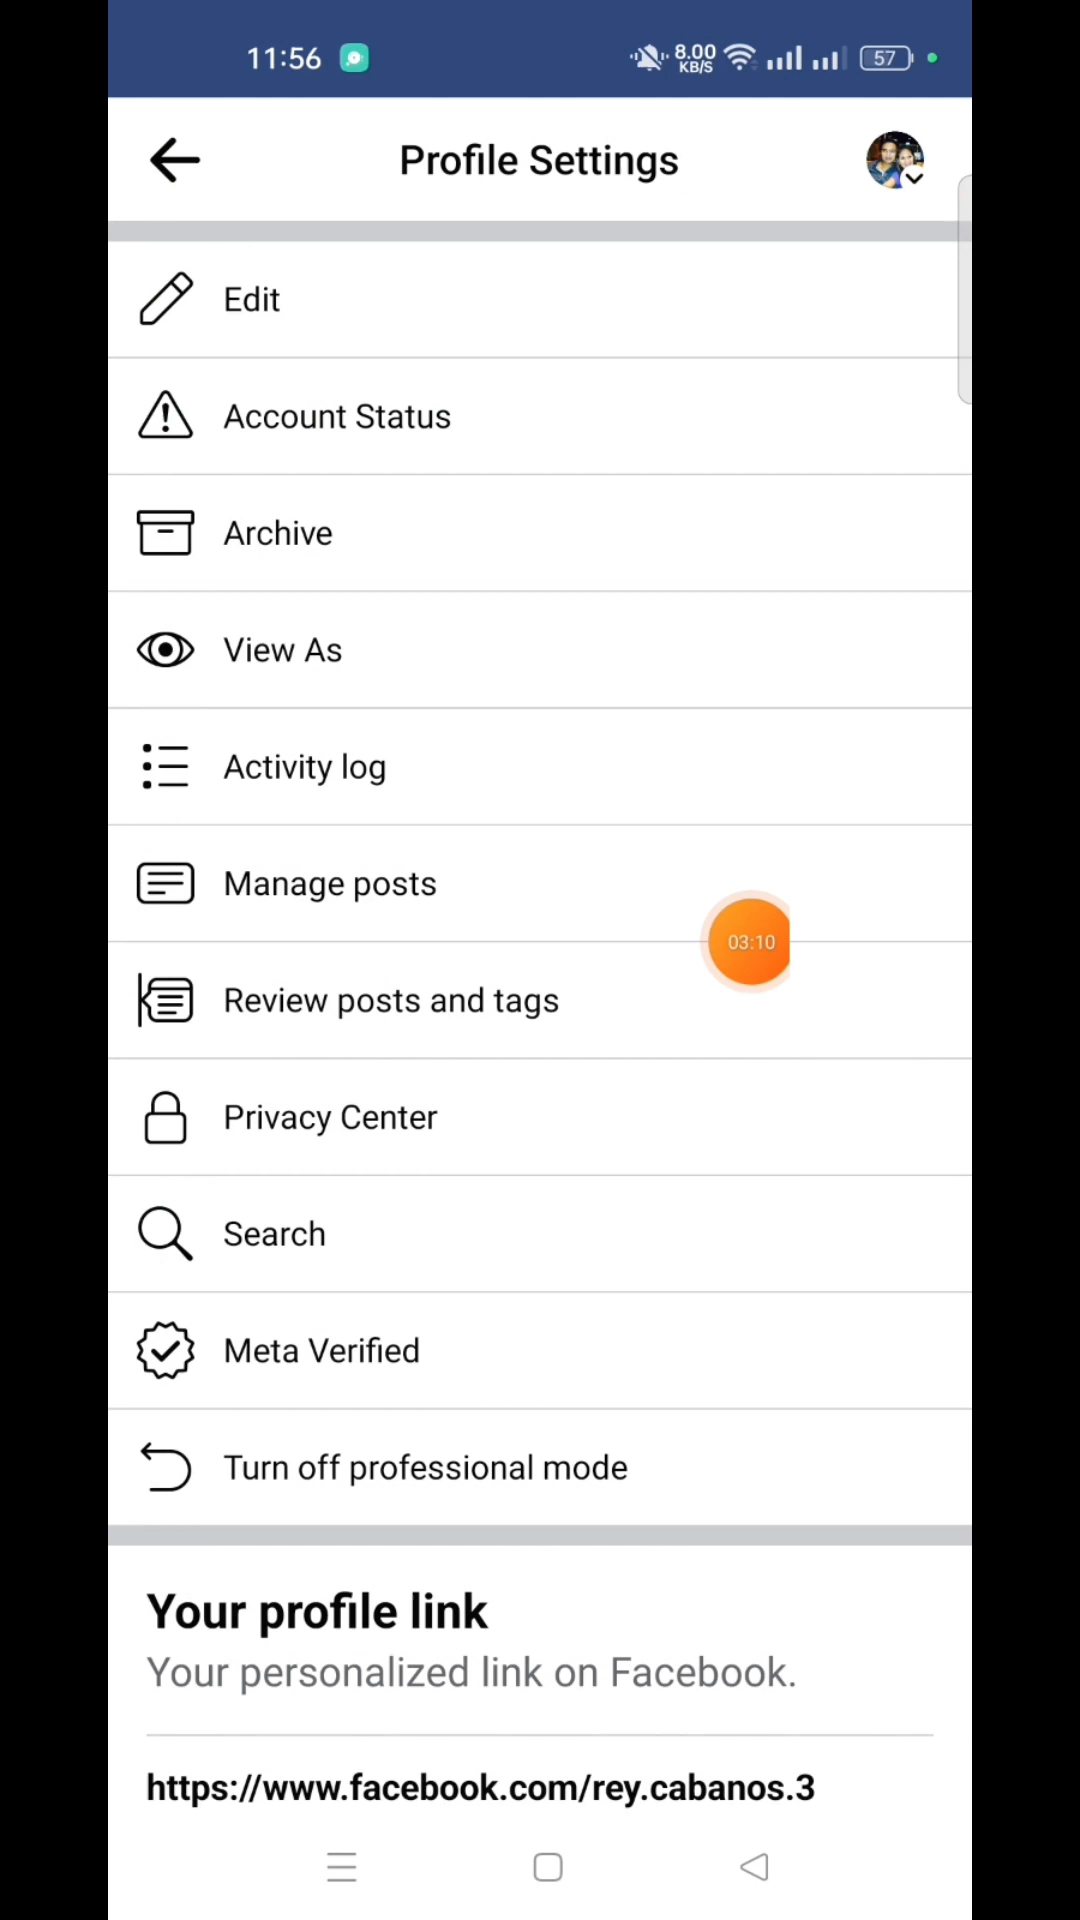 11:56
8.00
KB/S
57
Profile Settings
Edit
Account Status
Archive
View As
Activity log
Manage posts
03:10
Review posts and tags
Privacy Center
Search
Meta Verified
Turn off professional mode
Your profile link
Your personalized link on Facebook.
https://www.facebook.com/rey.cabanos.3